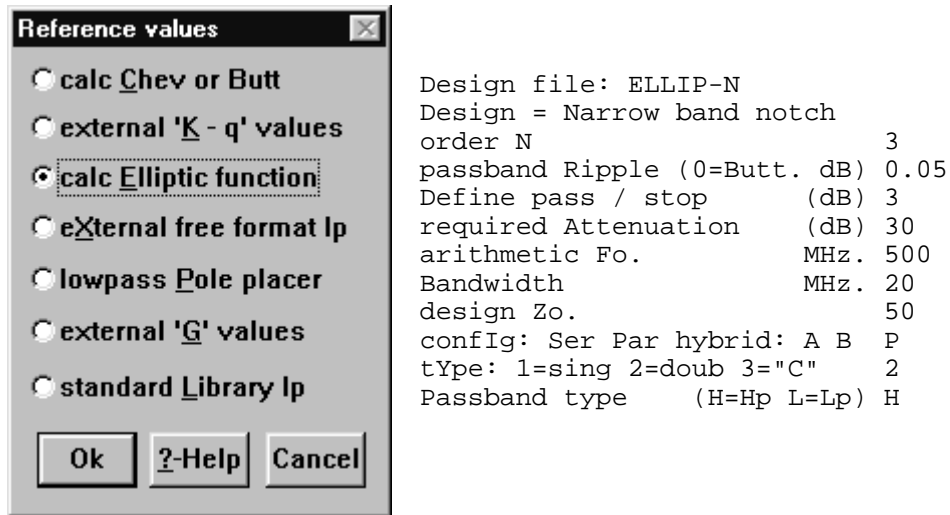 Reference values
calc Chev or Butt
external 'K - q' values
calc Elliptic function
eXternal free format lp
lowpass Pole placer
external 'G' values
standard Library lp
Ok ?-Help Cancel
Design file: ELLIP-N
Design = Narrow band notch
order N 3
passband Ripple (0=Butt. dB) 0.05
Define pass / stop (dB) 3
required Attenuation (dB) 30
arithmetic Fo. MHz. 500
Bandwidth MHz. 20
design Zo. 50
confIg: Ser Par hybrid: A B P
tYpe: 1=sing 2=doub 3="C" 2
Passband type (H=Hp L=Lp) H